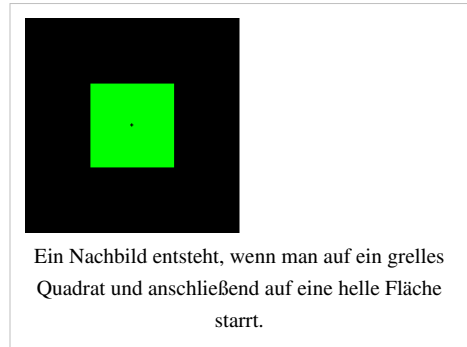 Ein Nachbild entsteht, wenn man auf ein grelles
Quadrat und anschließend auf eine helle Fläche
starrt.